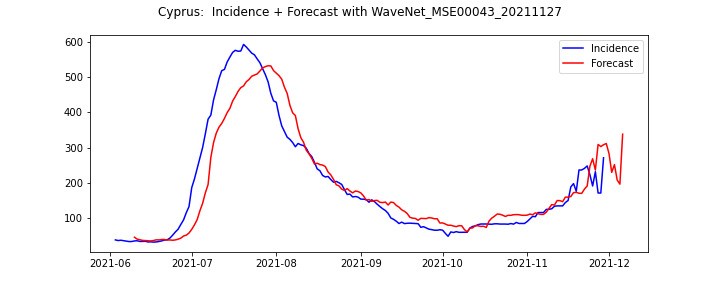 Cyprus:  Incidence + Forecast with WaveNet_MSE00043_20211127
600
500
400
300
200
100
Incidence
Forecast
2021-06 2021-07 2021-08 2021-09 2021-10 2021-11 2021-12